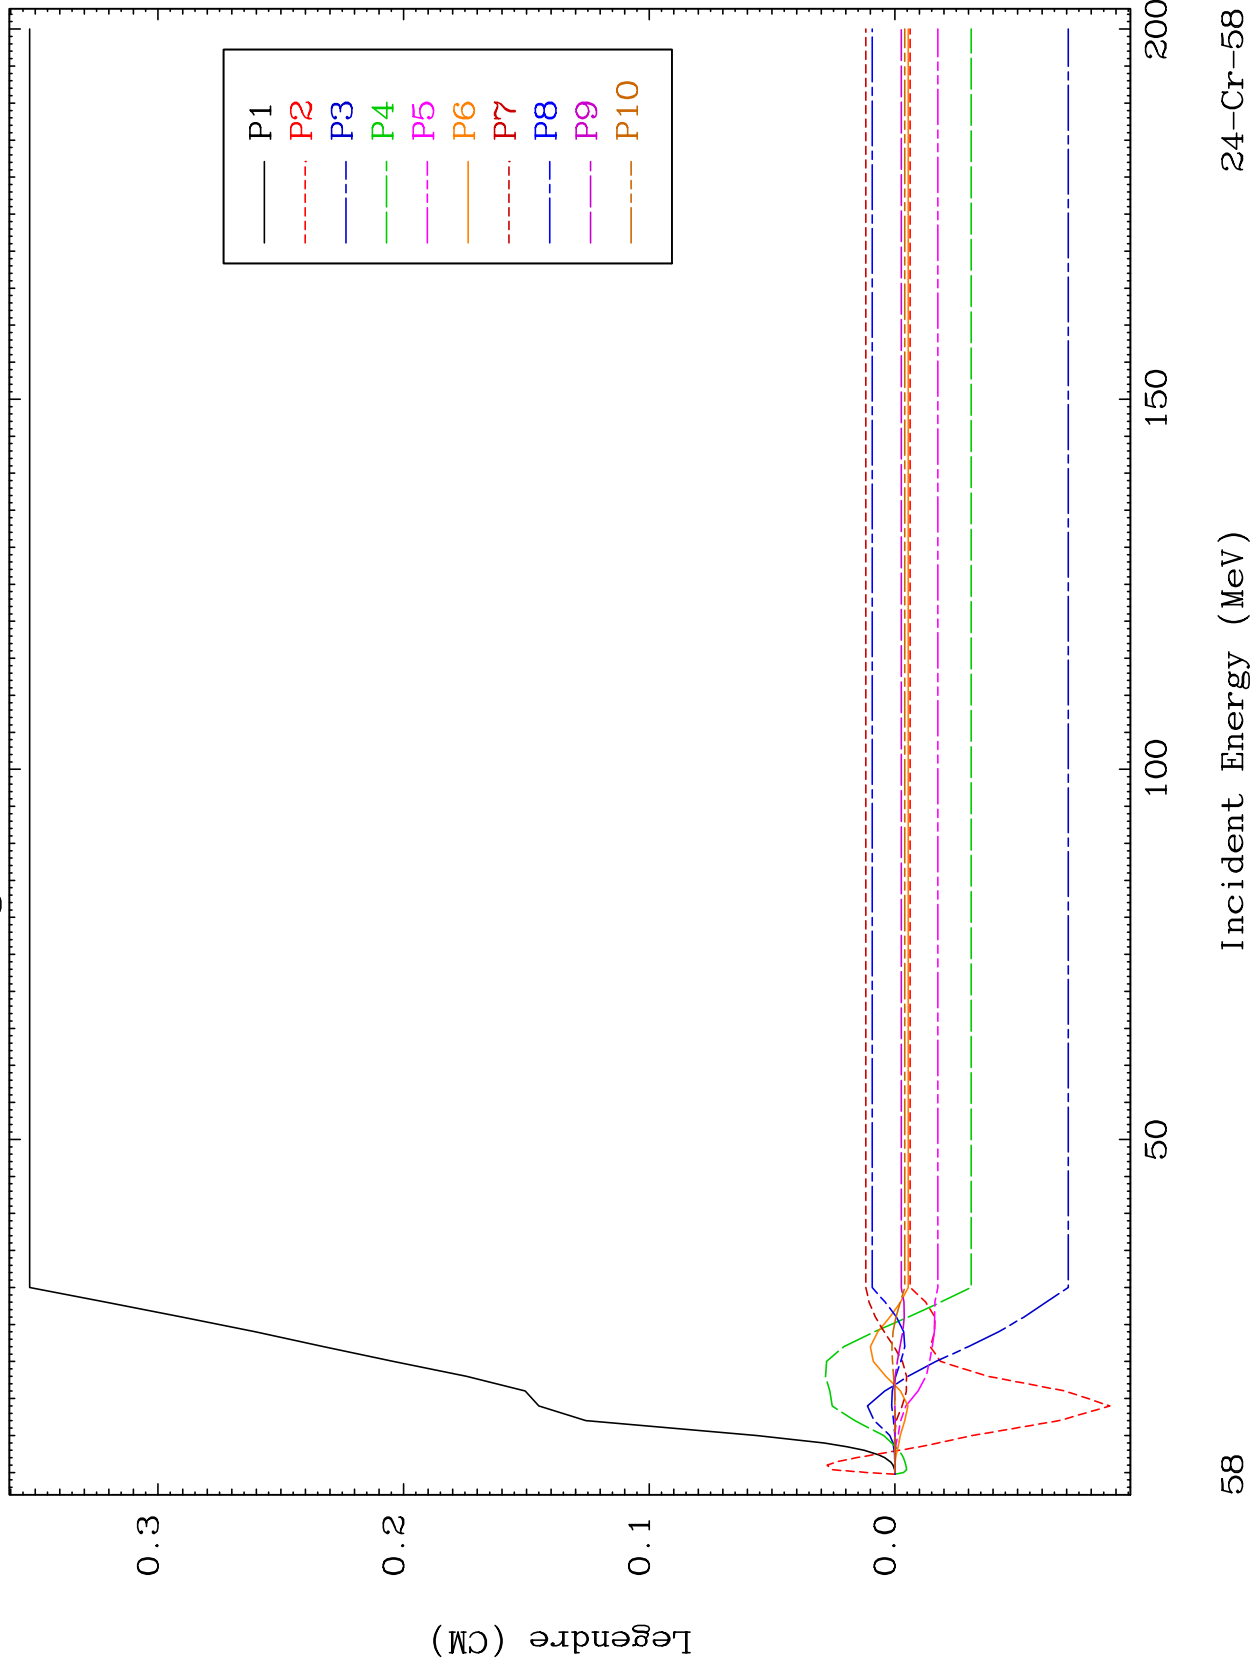 P1
P2
P3
P4
P5
P6
P7
P8
P9
P10
Legendre (CM)
0.3
0.2
0.1
0.0
50
100
150
200
Incident Energy (MeV)
58
24-Cr-58